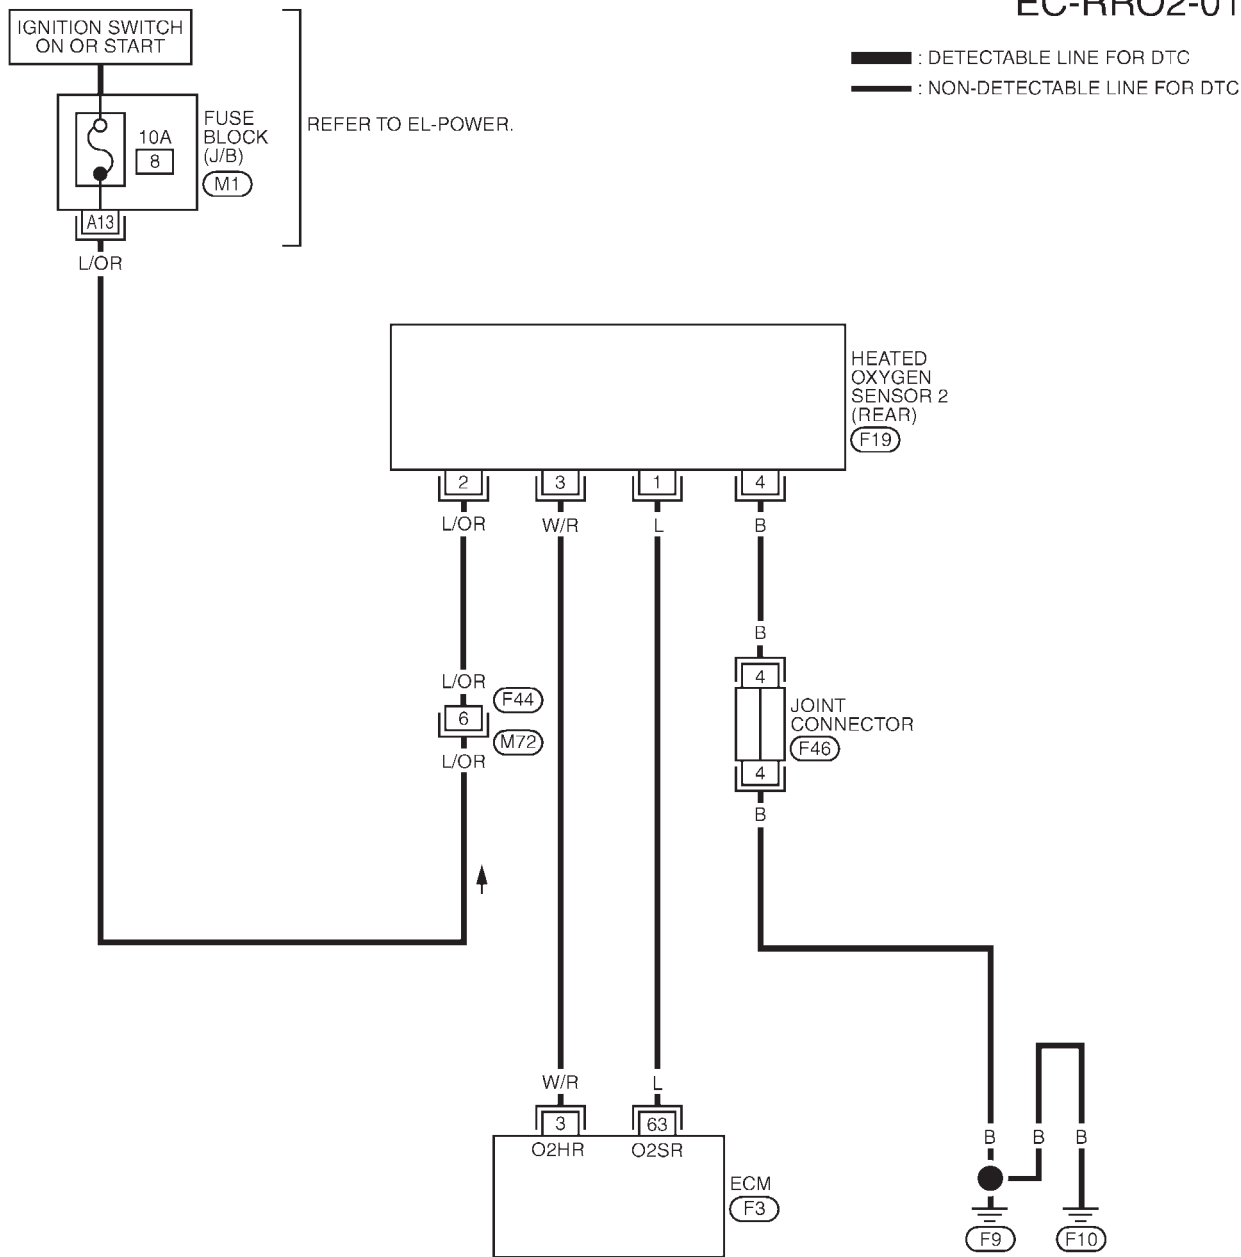 EC-RRO2-01
IGNITION SWITCH
ON OR START
: DETECTABLE LINE FOR DTC
: NON-DETECTABLE LINE FOR DTC
10A
8
FUSE
BLOCK
(J/B)
M1
REFER TO EL-POWER.
A13
L/OR
HEATED
OXYGEN
SENSOR 2
(REAR)
F19
2 3 1 4
L/OR W/R L B
B
L/OR
F44
4
6
M72
L/OR
JOINT
CONNECTOR
F46
4
B
W/R L
3 63
O2HR O2SR
ECM
F3
B B B
F9 F10